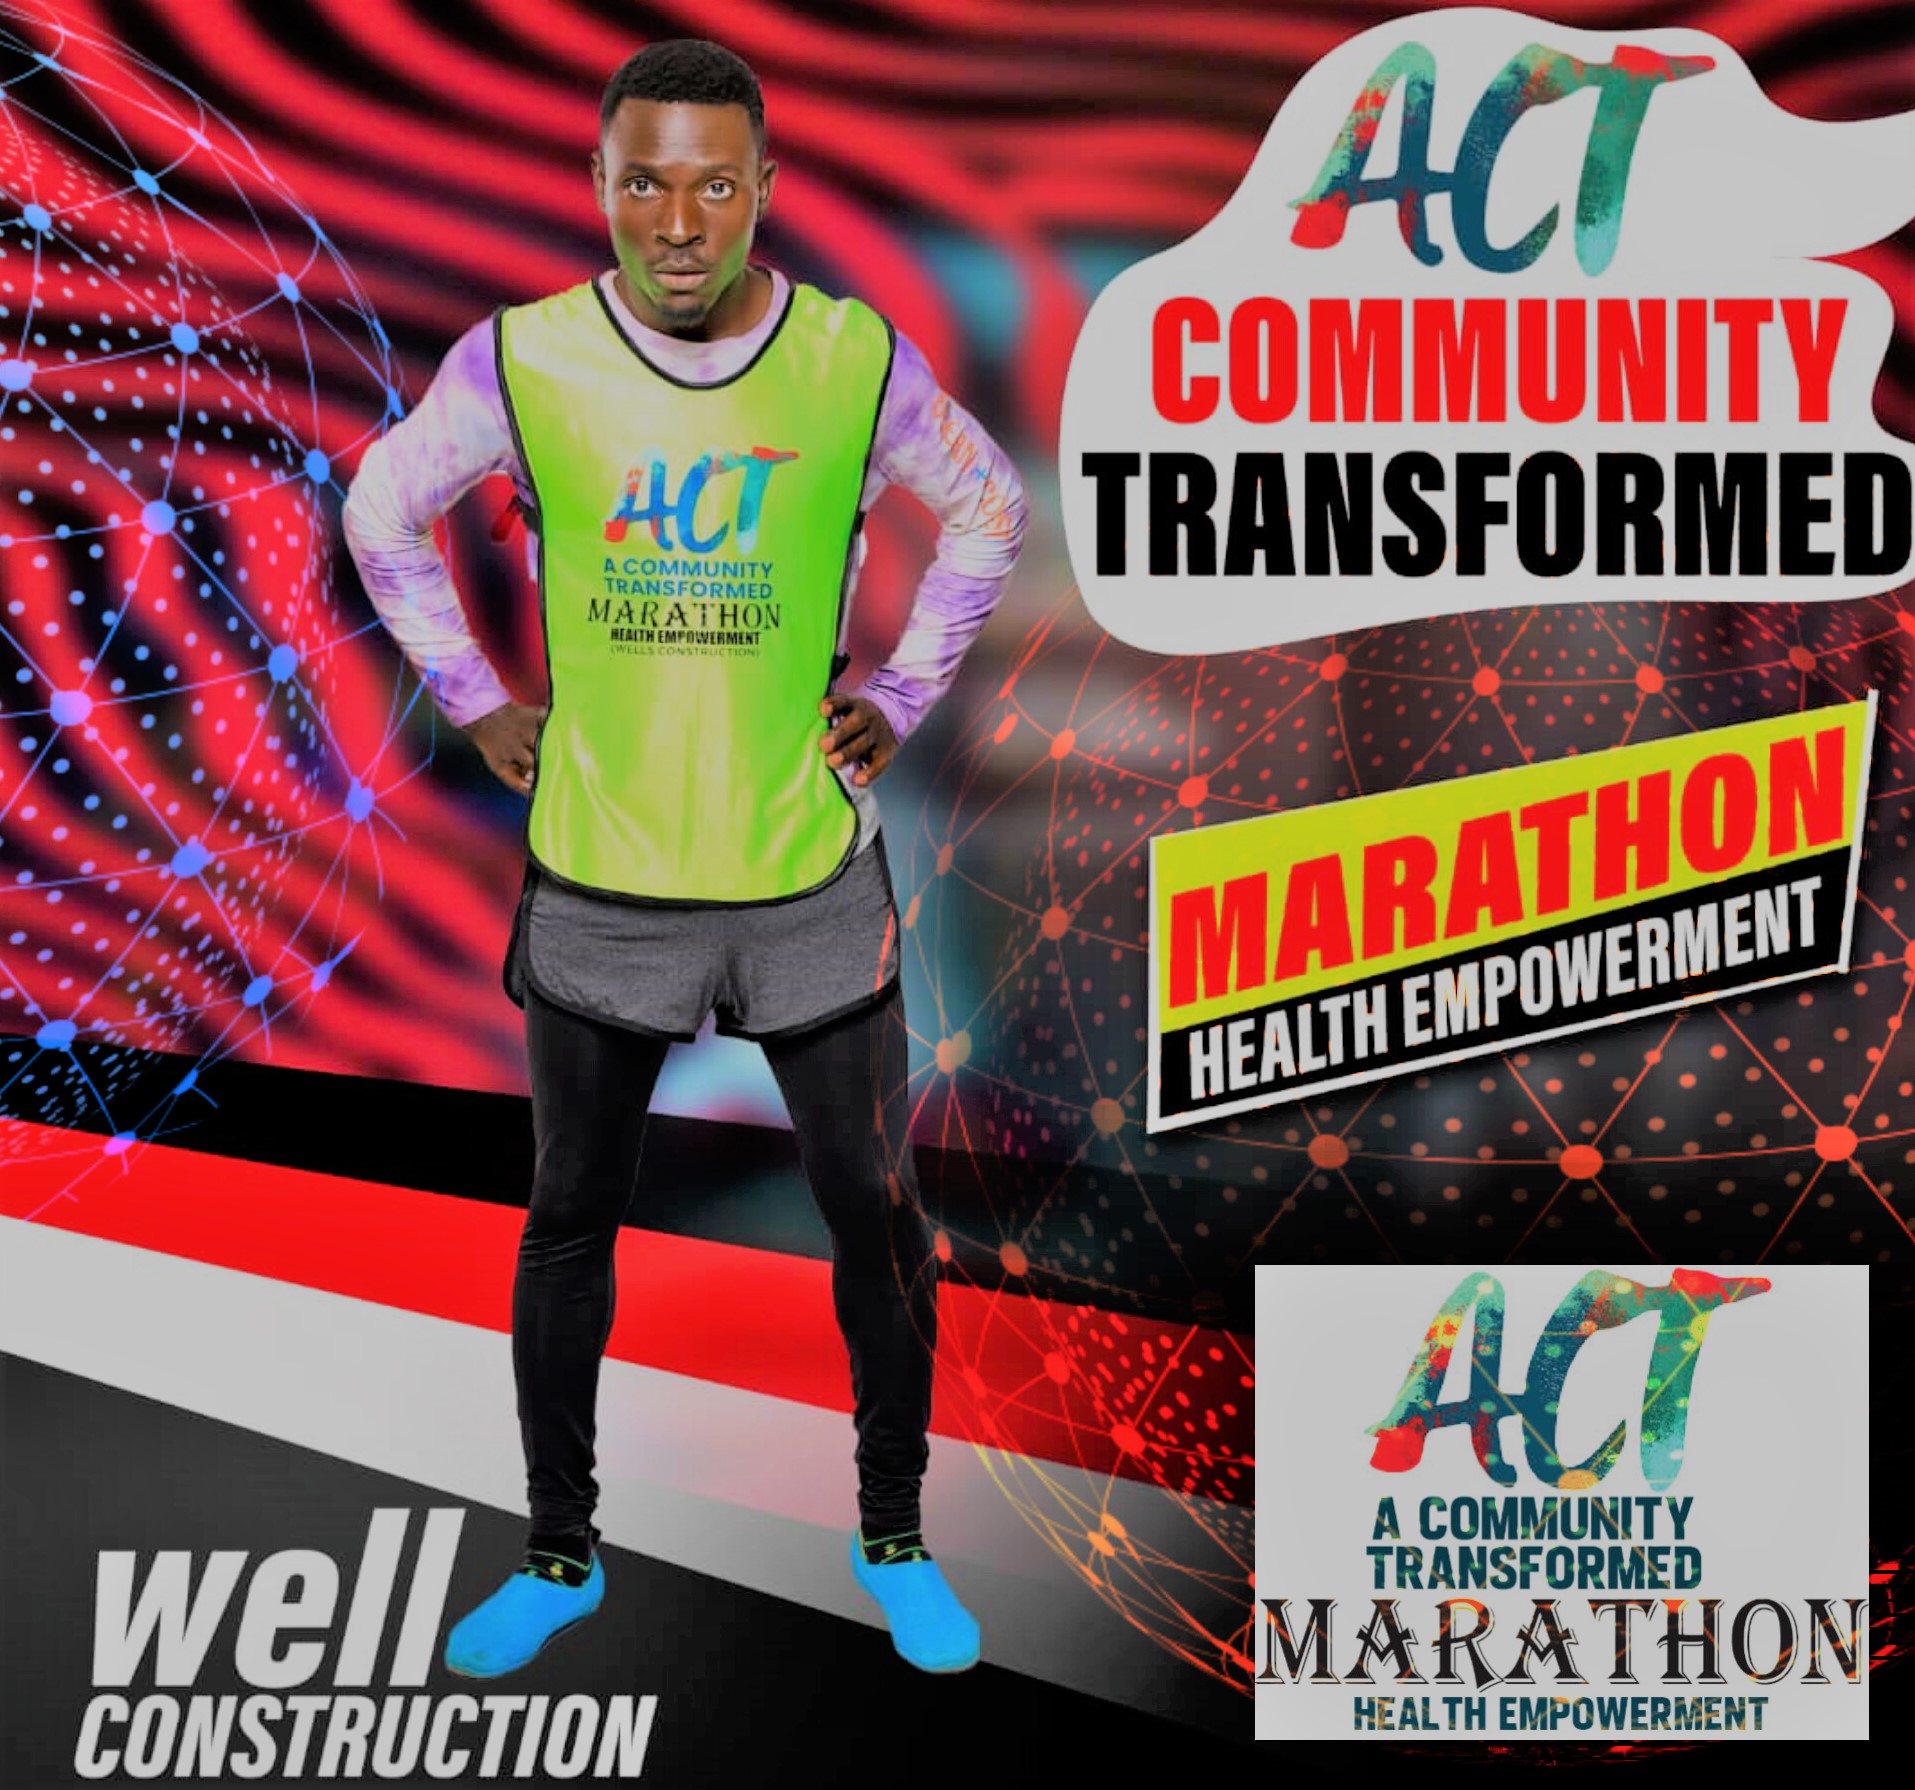 ACT
COMMUNITY
TRANSFORMED
ACT
A COMMUNITY
TRANSFORMED
MARATHON
HEALTH EMPOWERMENT
(WELLS CONSTRUCTION)
MARATHON
HEALTH EMPOWERMENT
ACT
A COMMUNITY
TRANSFORMED
MARATHON
HEALTH EMPOWERMENT
well
CONSTRUCTION